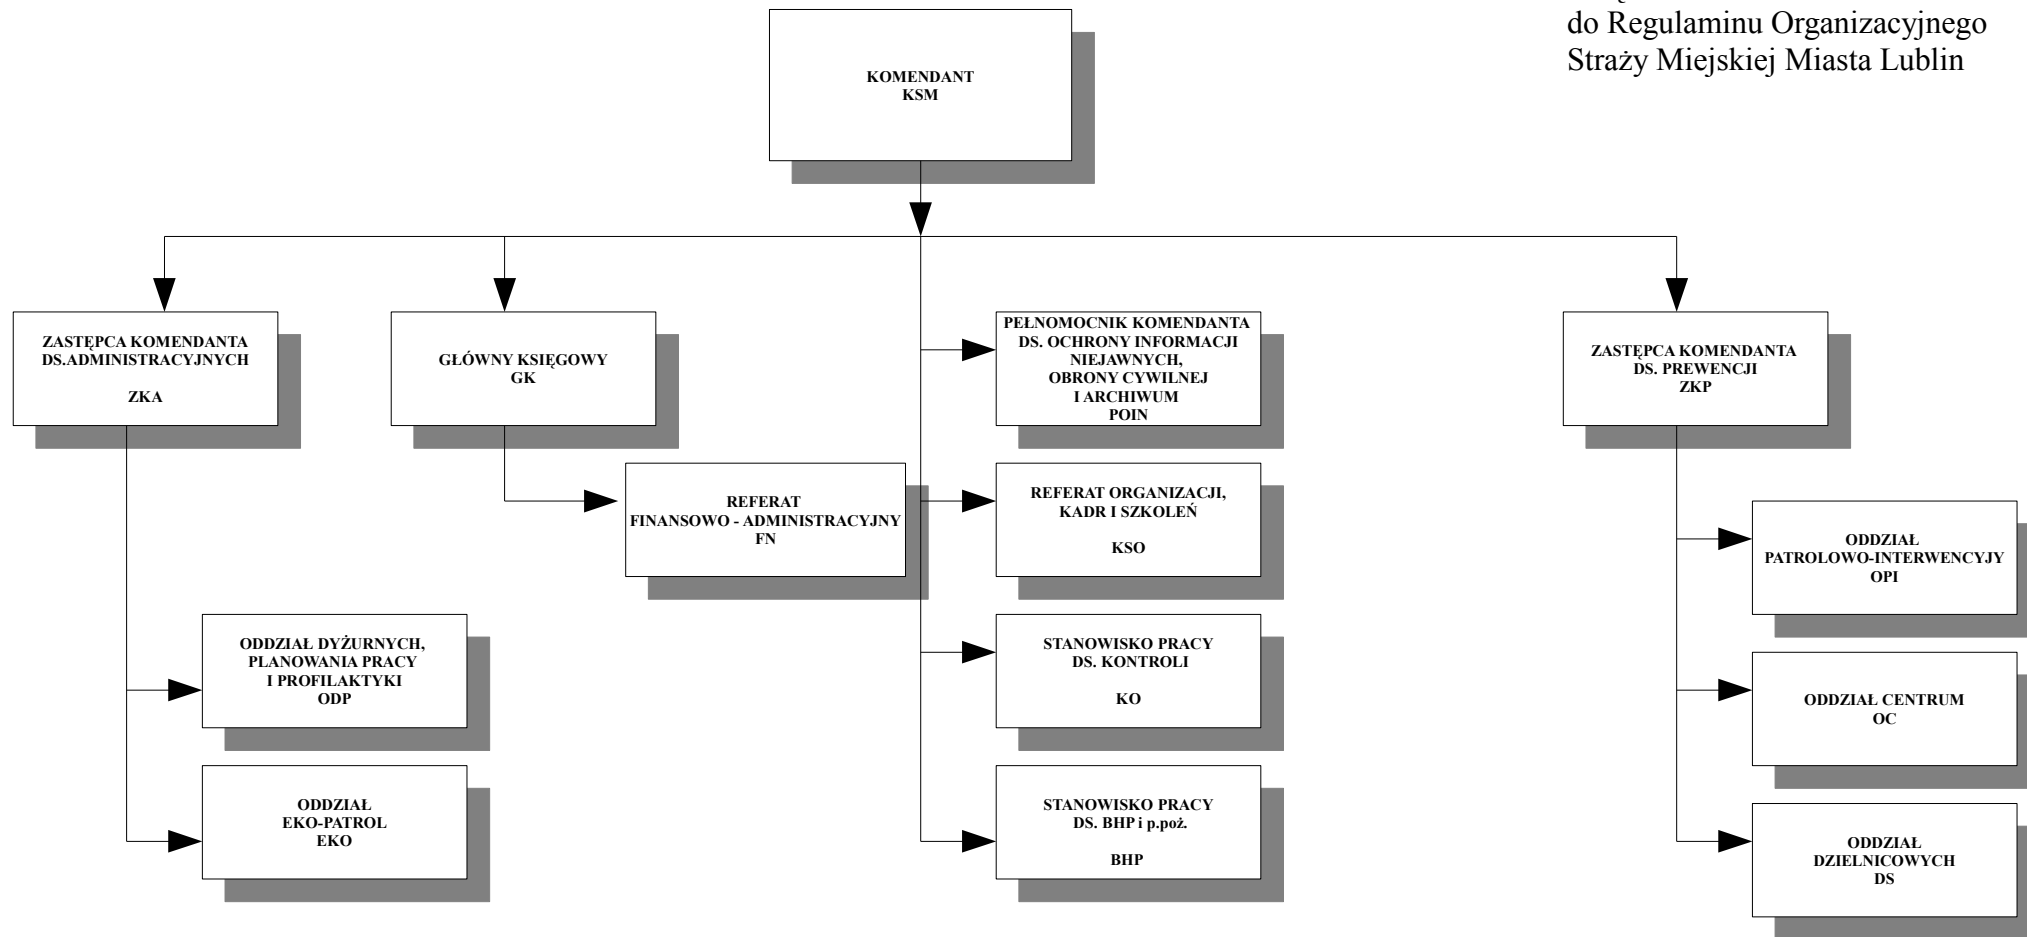 do Regulaminu Organizacyjnego
Straży Miejskiej Miasta Lublin
KOMENDANT
KSM
ZASTĘPCA KOMENDANTA
DS.ADMINISTRACYJNYCH
ZKA
GŁÓWNY KSIĘGOWY
GK
PEŁNOMOCNIK KOMENDANTA
DS. OCHRONY INFORMACJI
NIEJAWNYCH,
OBRONY CYWILNEJ
I ARCHIWUM
POIN
ZASTĘPCA KOMENDANTA
DS. PREWENCJI
ZKP
REFERAT
FINANSOWO - ADMINISTRACYJNY
FN
REFERAT ORGANIZACJI,
KADR I SZKOLEŃ
KSO
ODDZIAŁ
PATROLOWO-INTERWENCYJY
OPI
ODDZIAŁ DYŻURNYCH,
PLANOWANIA PRACY
I PROFILAKTYKI
ODP
STANOWISKO PRACY
DS. KONTROLI
KO
ODDZIAŁ CENTRUM
OC
ODDZIAŁ
EKO-PATROL
EKO
STANOWISKO PRACY
DS. BHP i p.poż.
BHP
ODDZIAŁ
DZIELNICOWYCH
DS